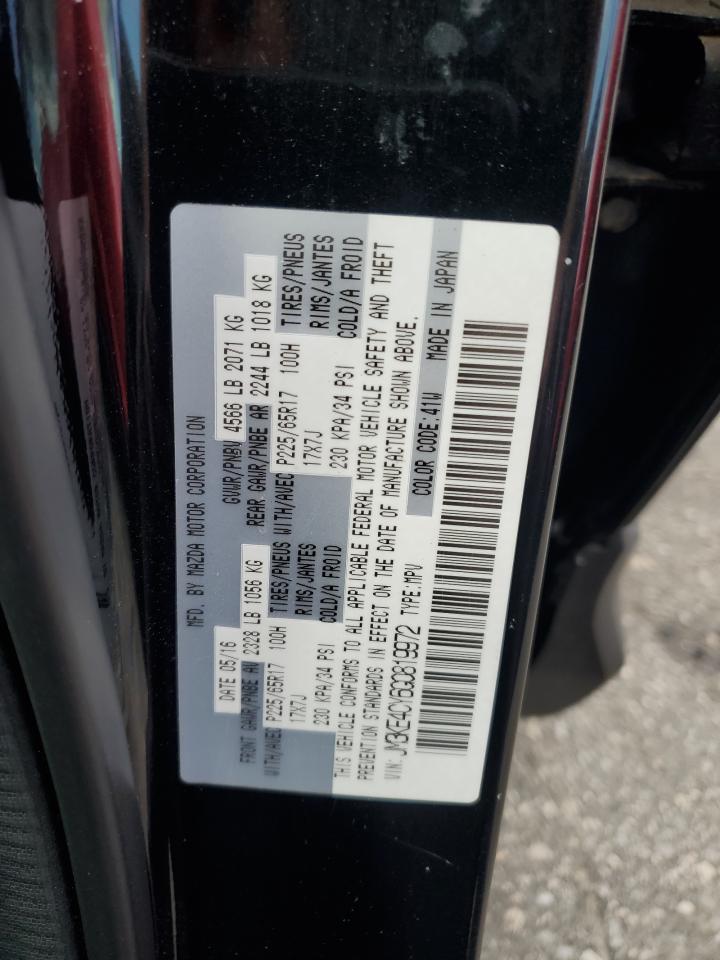 MFD. BY MAZDA MOTOR CORPORATION
DATE 05/16 GVWR/PNBV 4566 LB 2071 KG
FRONT GAWR/PNBE AV 2328 LB 1056 KG REAR GAWR/PNBE AR 2244 LB 1018 KG
WITH/AVEC P225/65R17 100H TIRES/PNEUS WITH/AVEC P225/65R17 100H TIRES/PNEUS
17X7J RIMS/JANTES 17X7J RIMS/JANTES
230 KPA/34 PSI COLD/A FROID 230 KPA/34 PSI COLD/A FROID
THIS VEHICLE CONFORMS TO ALL APPLICABLE FEDERAL MOTOR VEHICLE SAFETY AND THEFT
PREVENTION STANDARDS IN EFFECT ON THE DATE OF MANUFACTURE SHOWN ABOVE.
VIN: JM3KE4CY6G0819972 TYPE:MPV COLOR CODE:41W MADE IN JAPAN